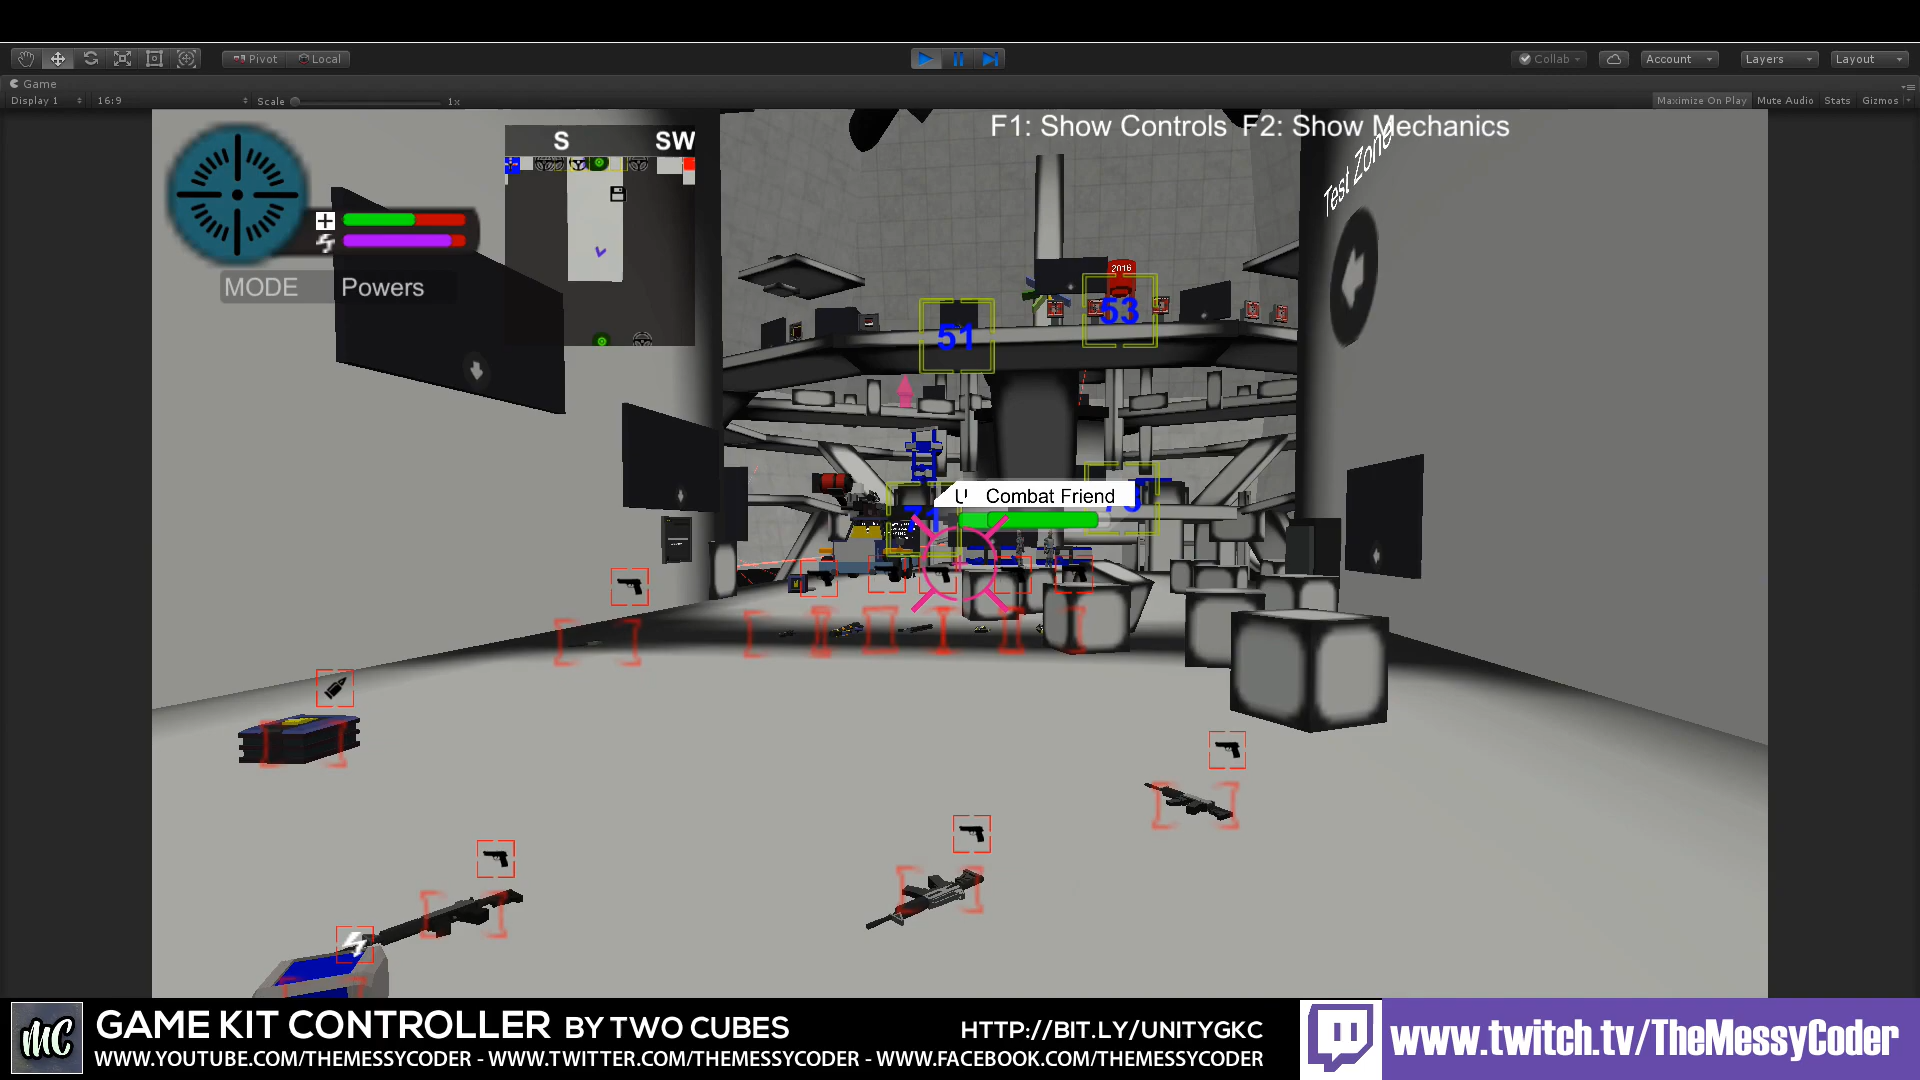 Pivot Local
Collab Account Layers Layout
Game
Display 1 16:9 Scale 1x Maximize On Play Mute Audio Stats Gizmos
F1: Show Controls F2: Show Mechanics
S SW
Test Zone
MODE Powers
2016
53
51
U Combat Friend
71
73
MC
GAME KIT CONTROLLER BY TWO CUBES
HTTP://BIT.LY/UNITYGKC
WWW.YOUTUBE.COM/THEMESSYCODER - WWW.TWITTER.COM/THEMESSYCODER - WWW.FACEBOOK.COM/THEMESSYCODER
www.twitch.tv/TheMessyCoder